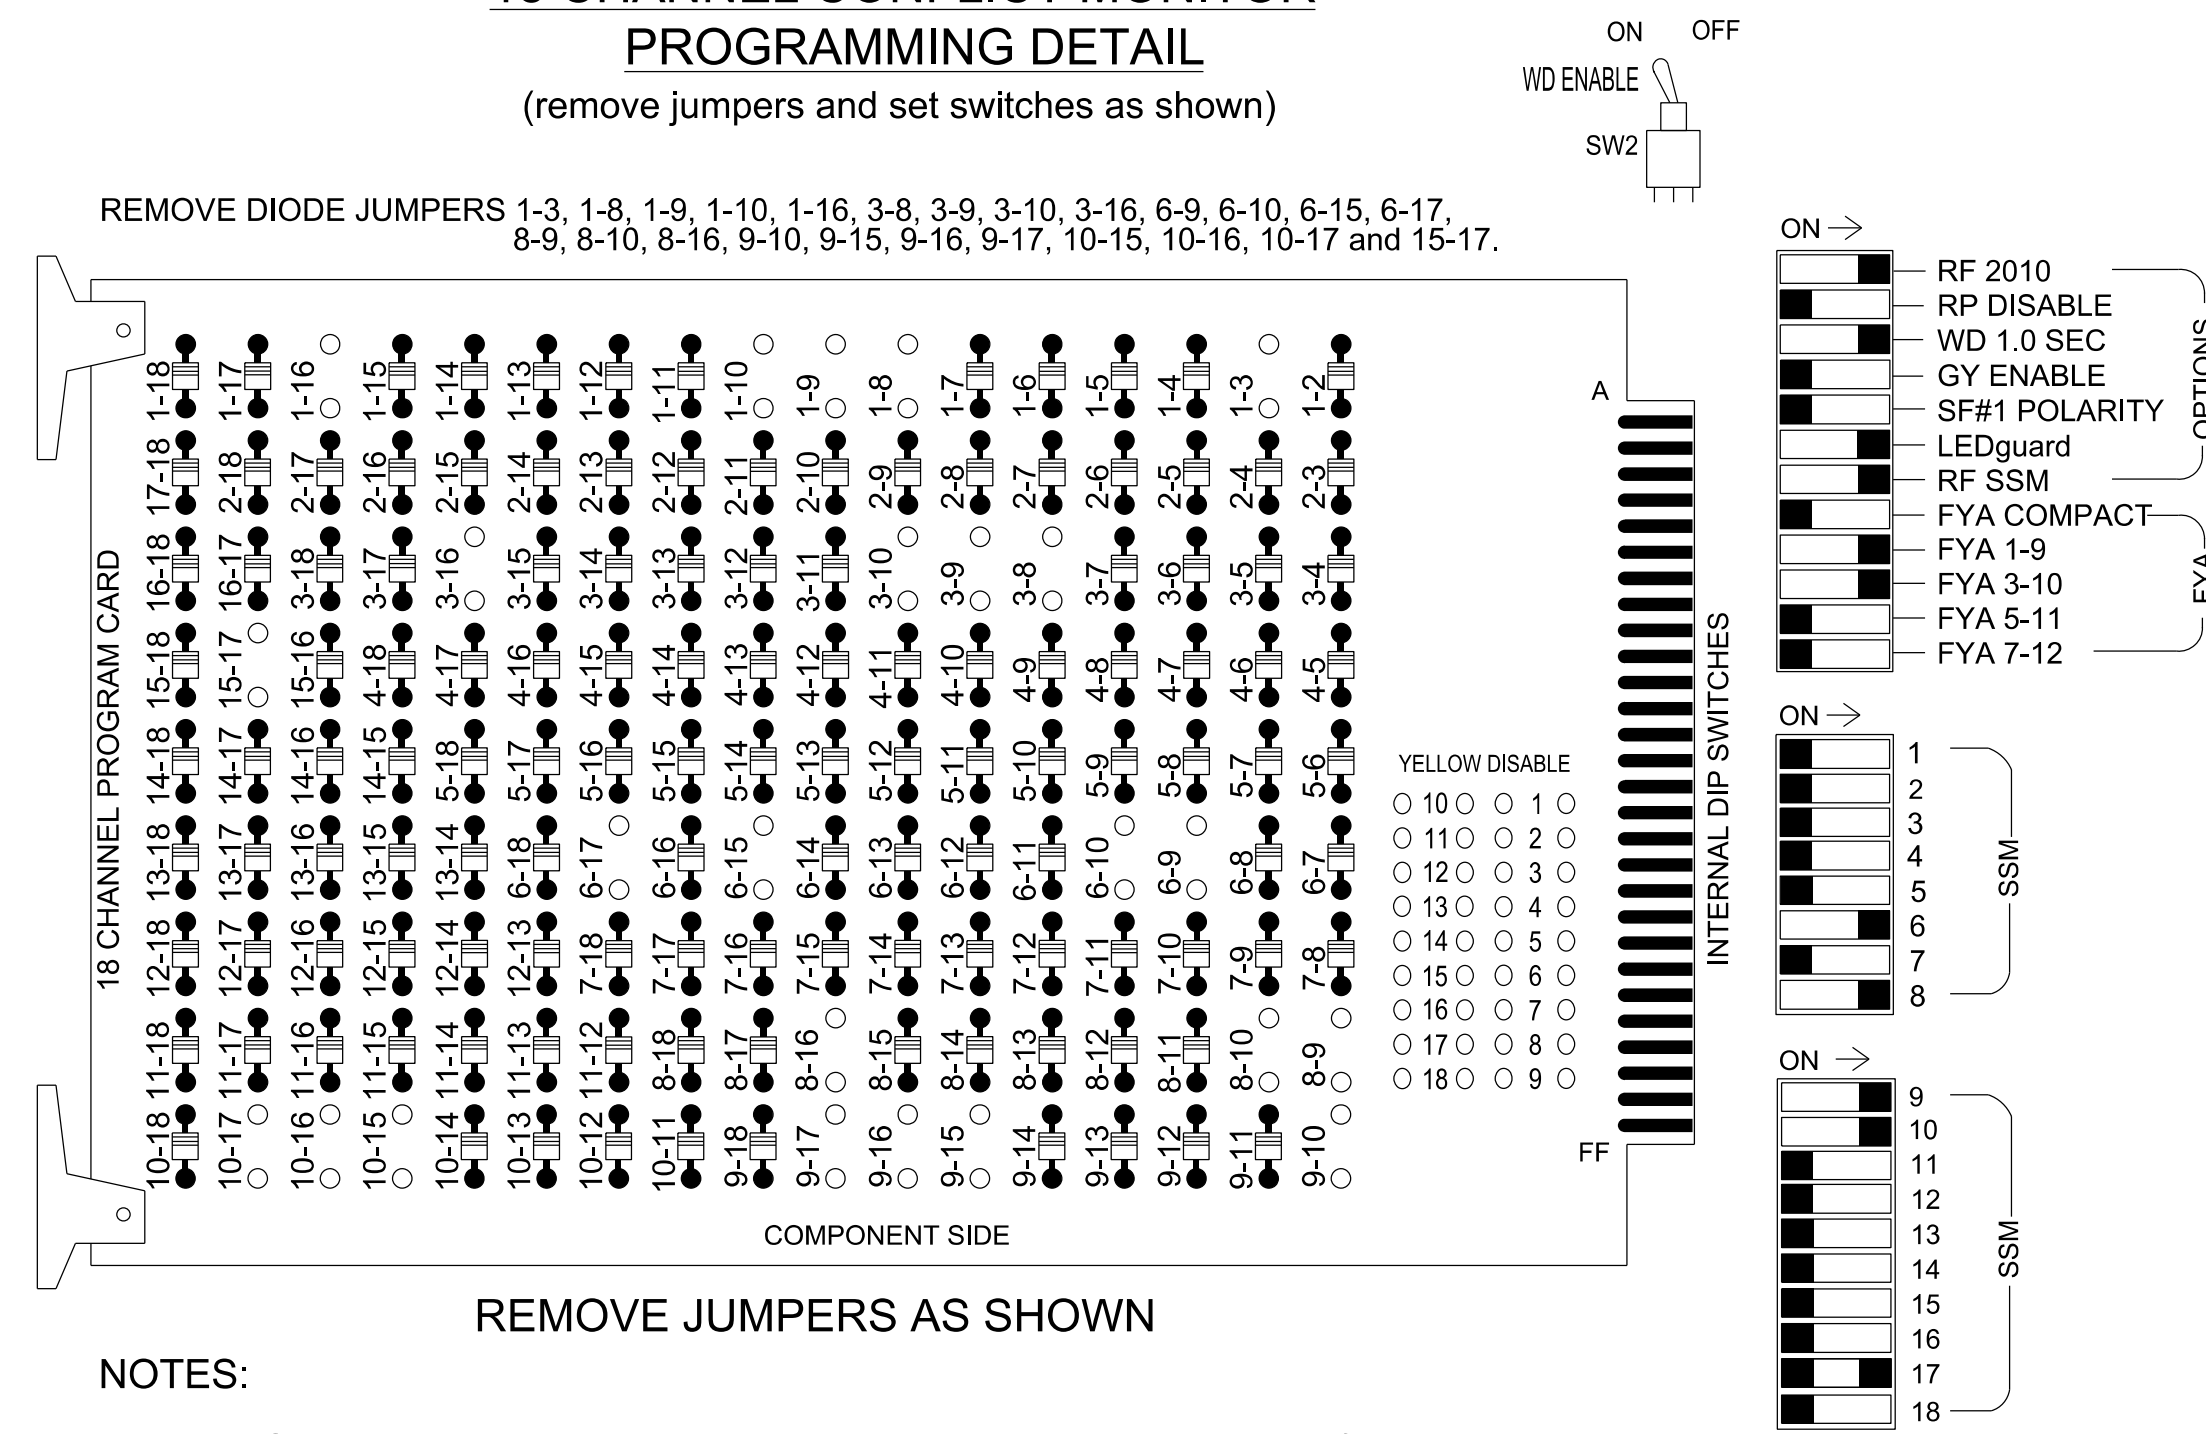 PROGRAMMING DETAIL
(remove jumpers and set switches as shown)
ON OFF
WD ENABLE
SW2
REMOVE DIODE JUMPERS 1-3, 1-8, 1-9, 1-10, 1-16, 3-8, 3-9, 3-10, 3-16, 6-9, 6-10, 6-15, 6-17,
8-9, 8-10, 8-16, 9-10, 9-15, 9-16, 9-17, 10-15, 10-16, 10-17 and 15-17.
18 CHANNEL PROGRAM CARD
1-18 1-17 1-16 1-15 1-14 1-13 1-12 1-11 1-10 1-9 1-8 1-7 1-6 1-5 1-4 1-3 1-2
17-18 2-18 2-17 2-16 2-15 2-14 2-13 2-12 2-11 2-10 2-9 2-8 2-7 2-6 2-5 2-4 2-3
16-18 16-17 3-18 3-17 3-16 3-15 3-14 3-13 3-12 3-11 3-10 3-9 3-8 3-7 3-6 3-5 3-4
15-18 15-17 15-16 4-18 4-17 4-16 4-15 4-14 4-13 4-12 4-11 4-10 4-9 4-8 4-7 4-6 4-5
14-18 14-17 14-16 14-15 5-18 5-17 5-16 5-15 5-14 5-13 5-12 5-11 5-10 5-9 5-8 5-7 5-6
13-18 13-17 13-16 13-15 13-14 6-18 6-17 6-16 6-15 6-14 6-13 6-12 6-11 6-10 6-9 6-8 6-7
12-18 12-17 12-16 12-15 12-14 12-13 7-18 7-17 7-16 7-15 7-14 7-13 7-12 7-11 7-10 7-9 7-8
11-18 11-17 11-16 11-15 11-14 11-13 11-12 8-18 8-17 8-16 8-15 8-14 8-13 8-12 8-11 8-10 8-9
10-18 10-17 10-16 10-15 10-14 10-13 10-12 10-11 9-18 9-17 9-16 9-15 9-14 9-13 9-12 9-11 9-10
YELLOW DISABLE
10 1
11 2
12 3
13 4
14 5
15 6
16 7
17 8
18 9
A
FF
COMPONENT SIDE
INTERNAL DIP SWITCHES
ON
RF 2010
RP DISABLE
WD 1.0 SEC
GY ENABLE
SF#1 POLARITY
LEDguard
RF SSM
FYA COMPACT
FYA 1-9
FYA 3-10
FYA 5-11
FYA 7-12
OPTIONS
FYA
ON
1
2
3
4
5
6
7
8
SSM
ON
9
10
11
12
13
14
15
16
17
18
SSM
REMOVE JUMPERS AS SHOWN
NOTES: